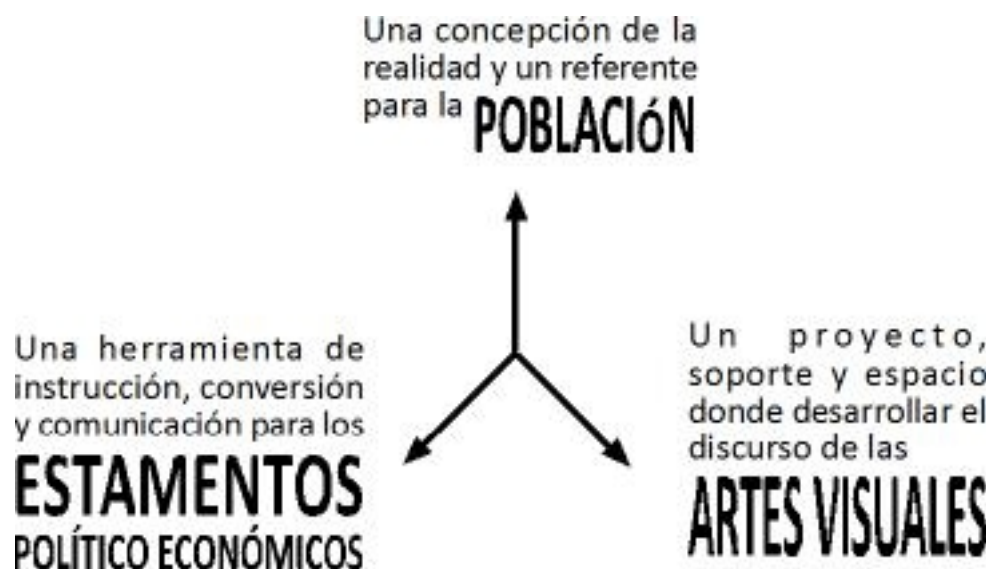 Una concepción de la
realidad y un referente
para la POBLACIóN
Una herramienta de
instrucción, conversión
y comunicación para los
ESTAMENTOS
POLÍTICO ECONÓMICOS
Un proyecto,
soporte y espacio
donde desarrollar el
discurso de las
ARTES VISUALES